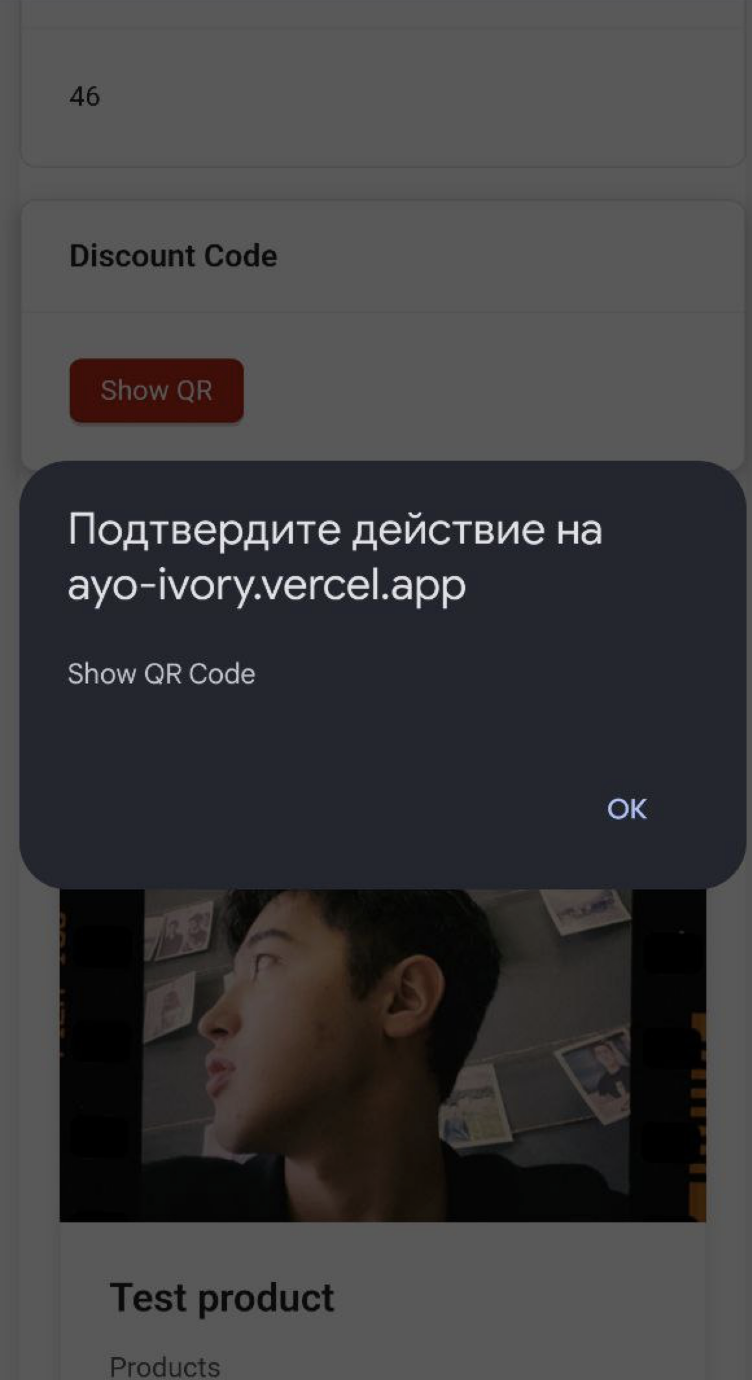 46
Discount Code
Show QR
Подтвердите действие на
ayo-ivory.vercel.app
Show QR Code
OK
Test product
Products